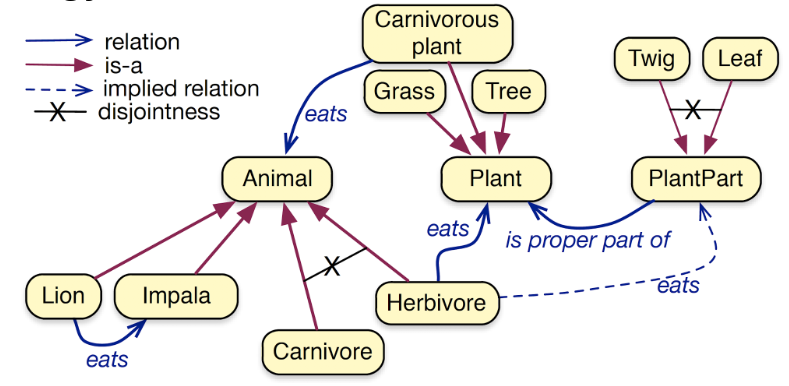 Carnivorous
plant
relation
is-a
implied relation
disjointness
X
Twig
Leaf
Grass
Tree
eats
X
Animal
Plant
PlantPart
eats
is proper part of
X
eats
Lion
Impala
Herbivore
eats
Carnivore